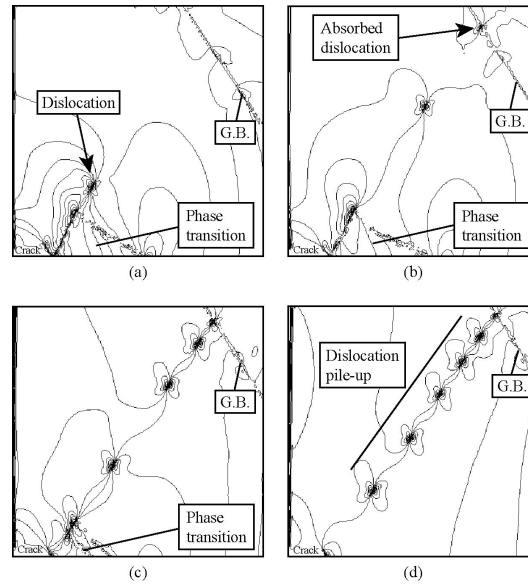 Dislocation
G.B.
Phase
transition
Crack
(a)
Absorbed
dislocation
G.B.
Phase
transition
Crack
(b)
G.B.
Phase
transition
Crack
(c)
Dislocation
pile-up
G.B.
Crack
(d)